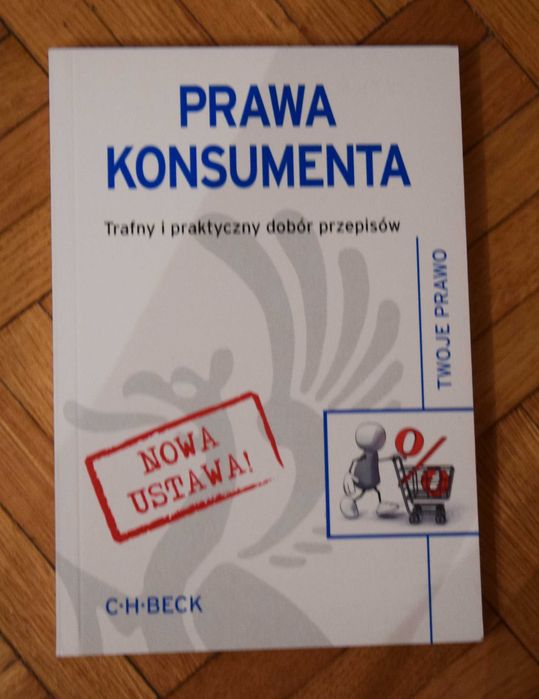 PRAWA
KONSUMENTA
Trafny i praktyczny dobór przepisów
TWOJE PRAWO
NOWA
USTAWA!
%
C·H·BECK